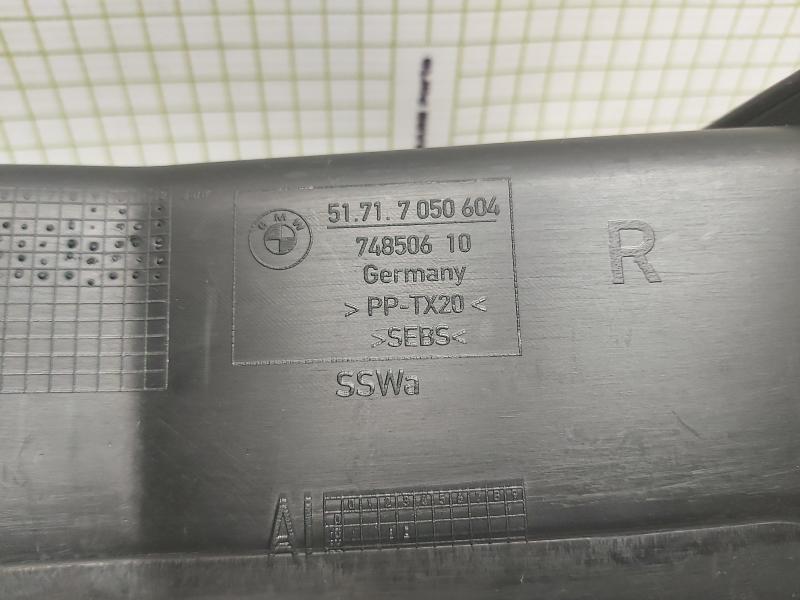 BMW
51.71. 7 050 604
748506 10
Germany
> PP-TX20 <
>SEBS<
R
SSWa
AI